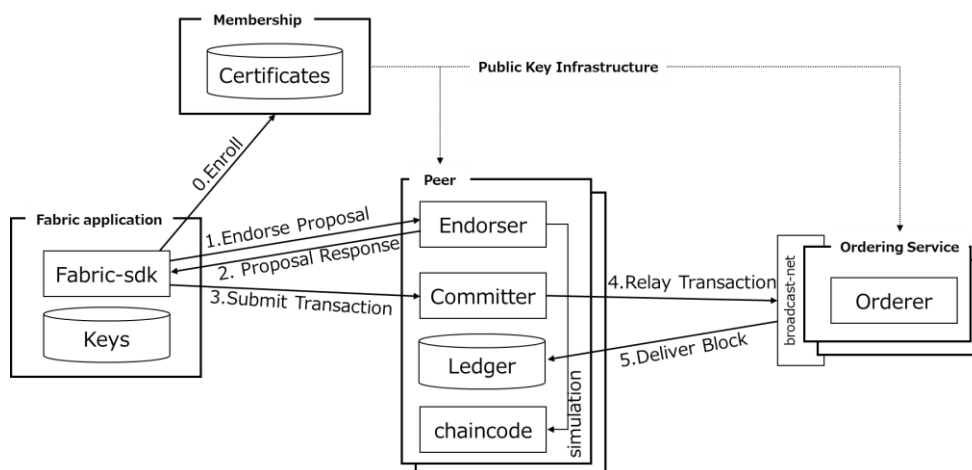 Membership
Certificates
Public Key Infrastructure
0.Enroll
Peer
Fabric application
Endorser
1.Endorse Proposal
2. Proposal Response
Fabric-sdk
3.Submit Transaction
Committer
4.Relay Transaction
broadcast-net
Ordering Service
Orderer
Keys
Ledger
5.Deliver Block
simulation
chaincode